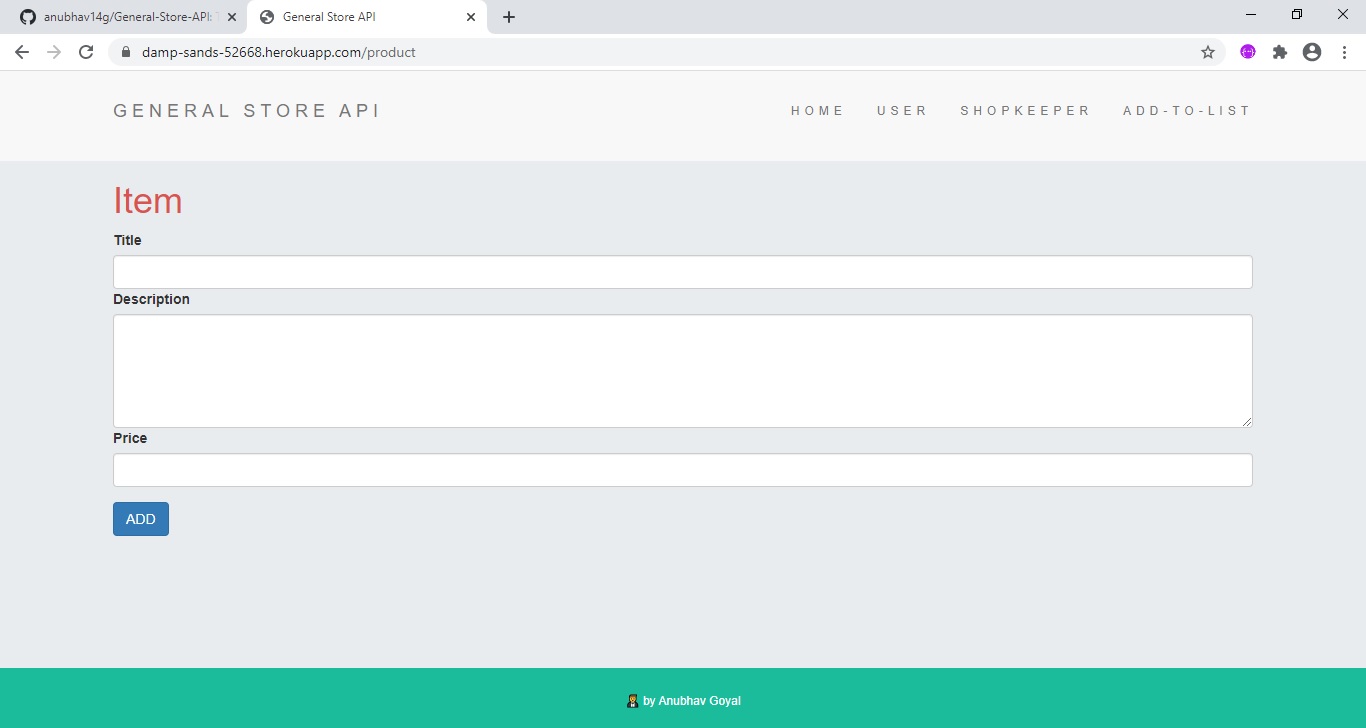 anubhav14g/General-Store-API:
General Store API
damp-sands-52668.herokuapp.com/product
GENERAL STORE API
HOME USER SHOPKEEPER ADD-TO-LIST
Item
Title
Description
Price
ADD
by Anubhav Goyal